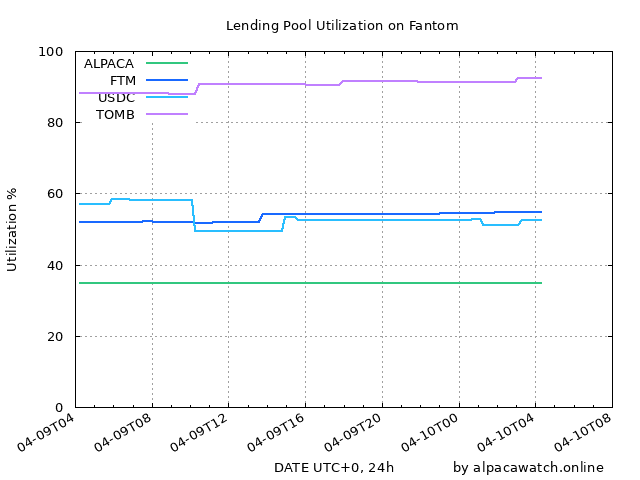 Lending Pool Utilization on Fantom
100
80
60
40
20
0
Utilization %
ALPACA
FTM
USDC
TOMB
04-09T04
04-09T08
04-09T12
04-09T16
04-09T20
04-10T00
04-10T04
04-10T08
DATE UTC+0, 24h
by alpacawatch.online